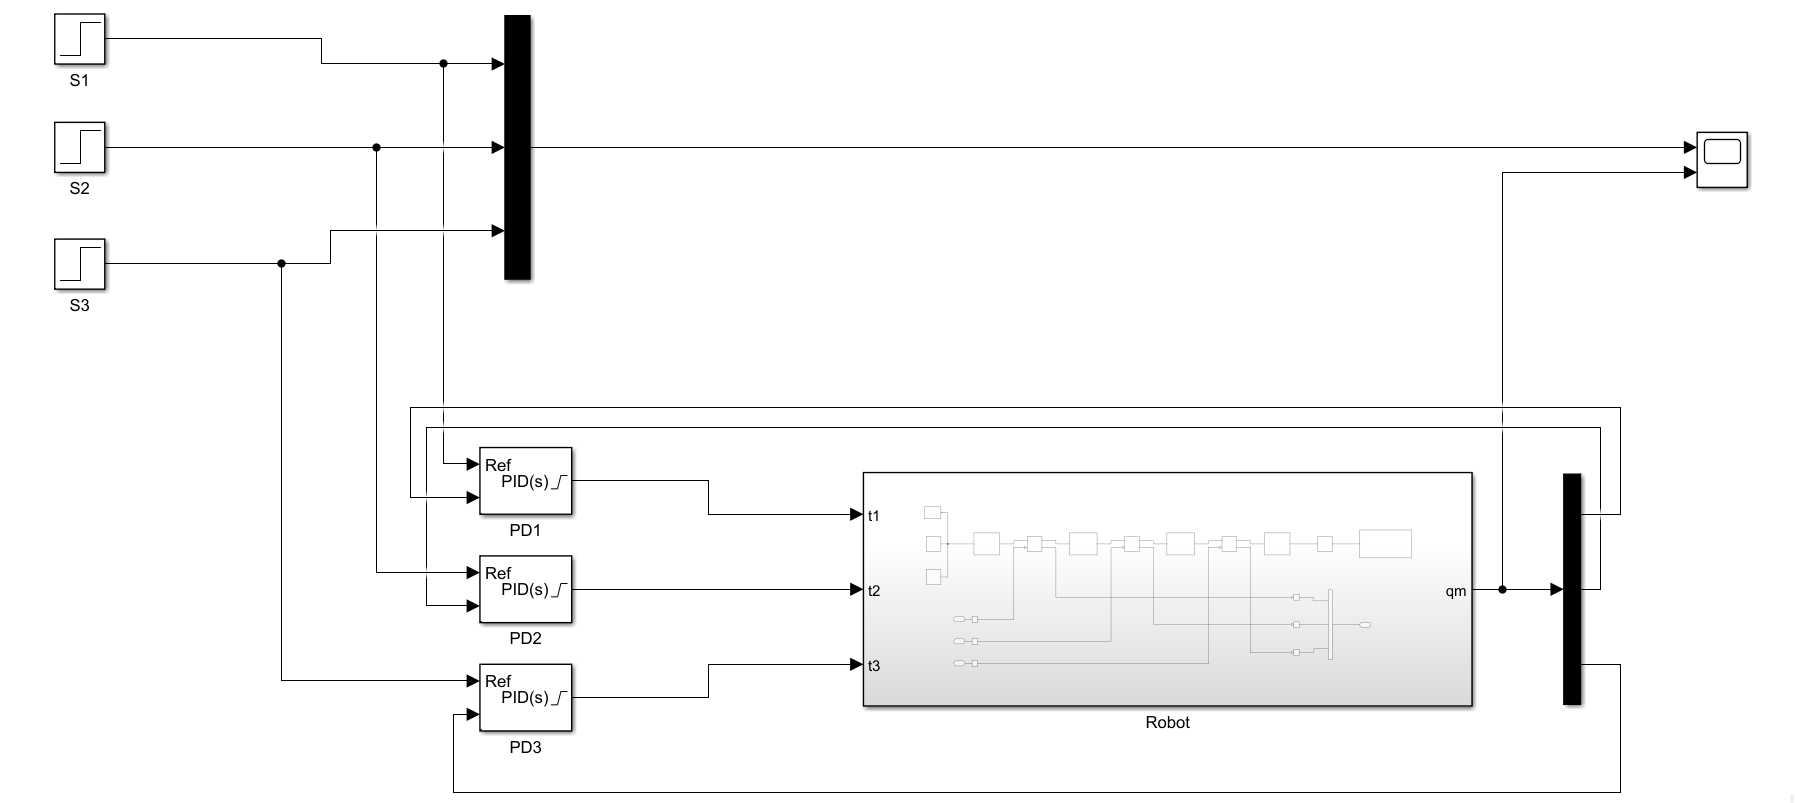 S1
S2
S3
Ref
PID(s)
PD1
Ref
PID(s)
PD2
Ref
PID(s)
PD3
t1
t2
t3
qm
Robot